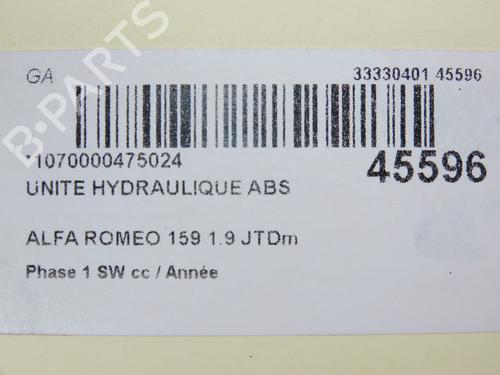 B-PARTS
GA 33330401 45596
*1070000475024 45596
UNITE HYDRAULIQUE ABS
ALFA ROMEO 159 1.9 JTDm
Phase 1 SW cc / Année